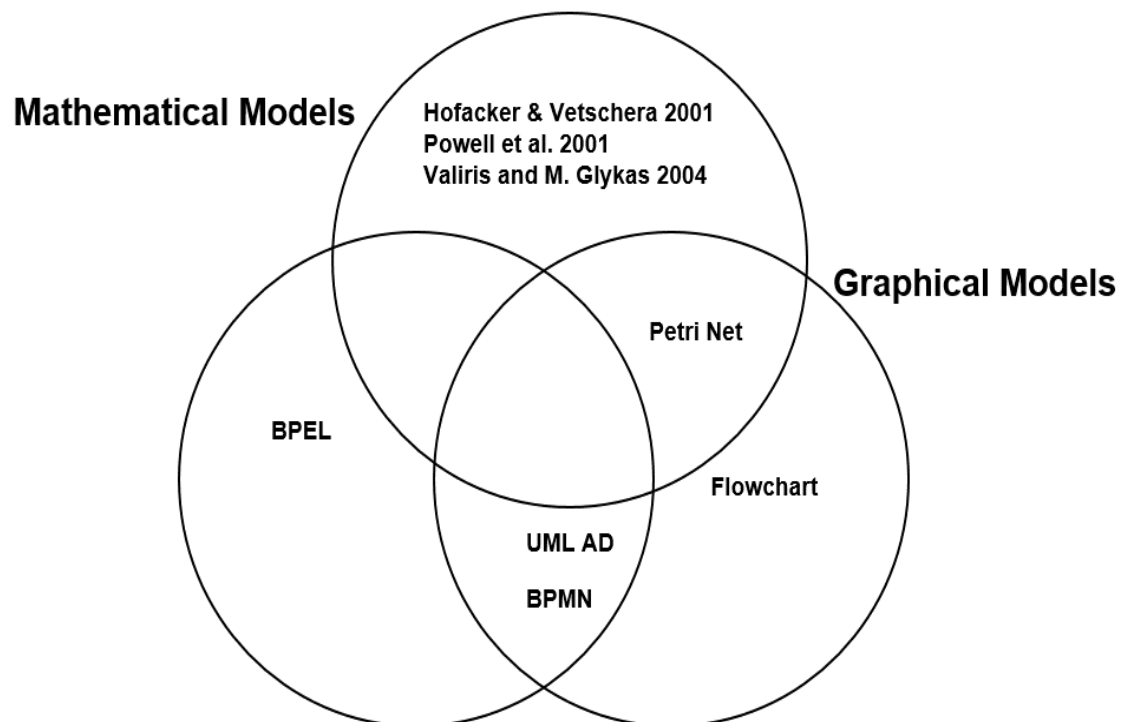 Mathematical Models
Hofacker & Vetschera 2001
Powell et al. 2001
Valiris and M. Glykas 2004
Graphical Models
Petri Net
BPEL
Flowchart
UML AD
BPMN